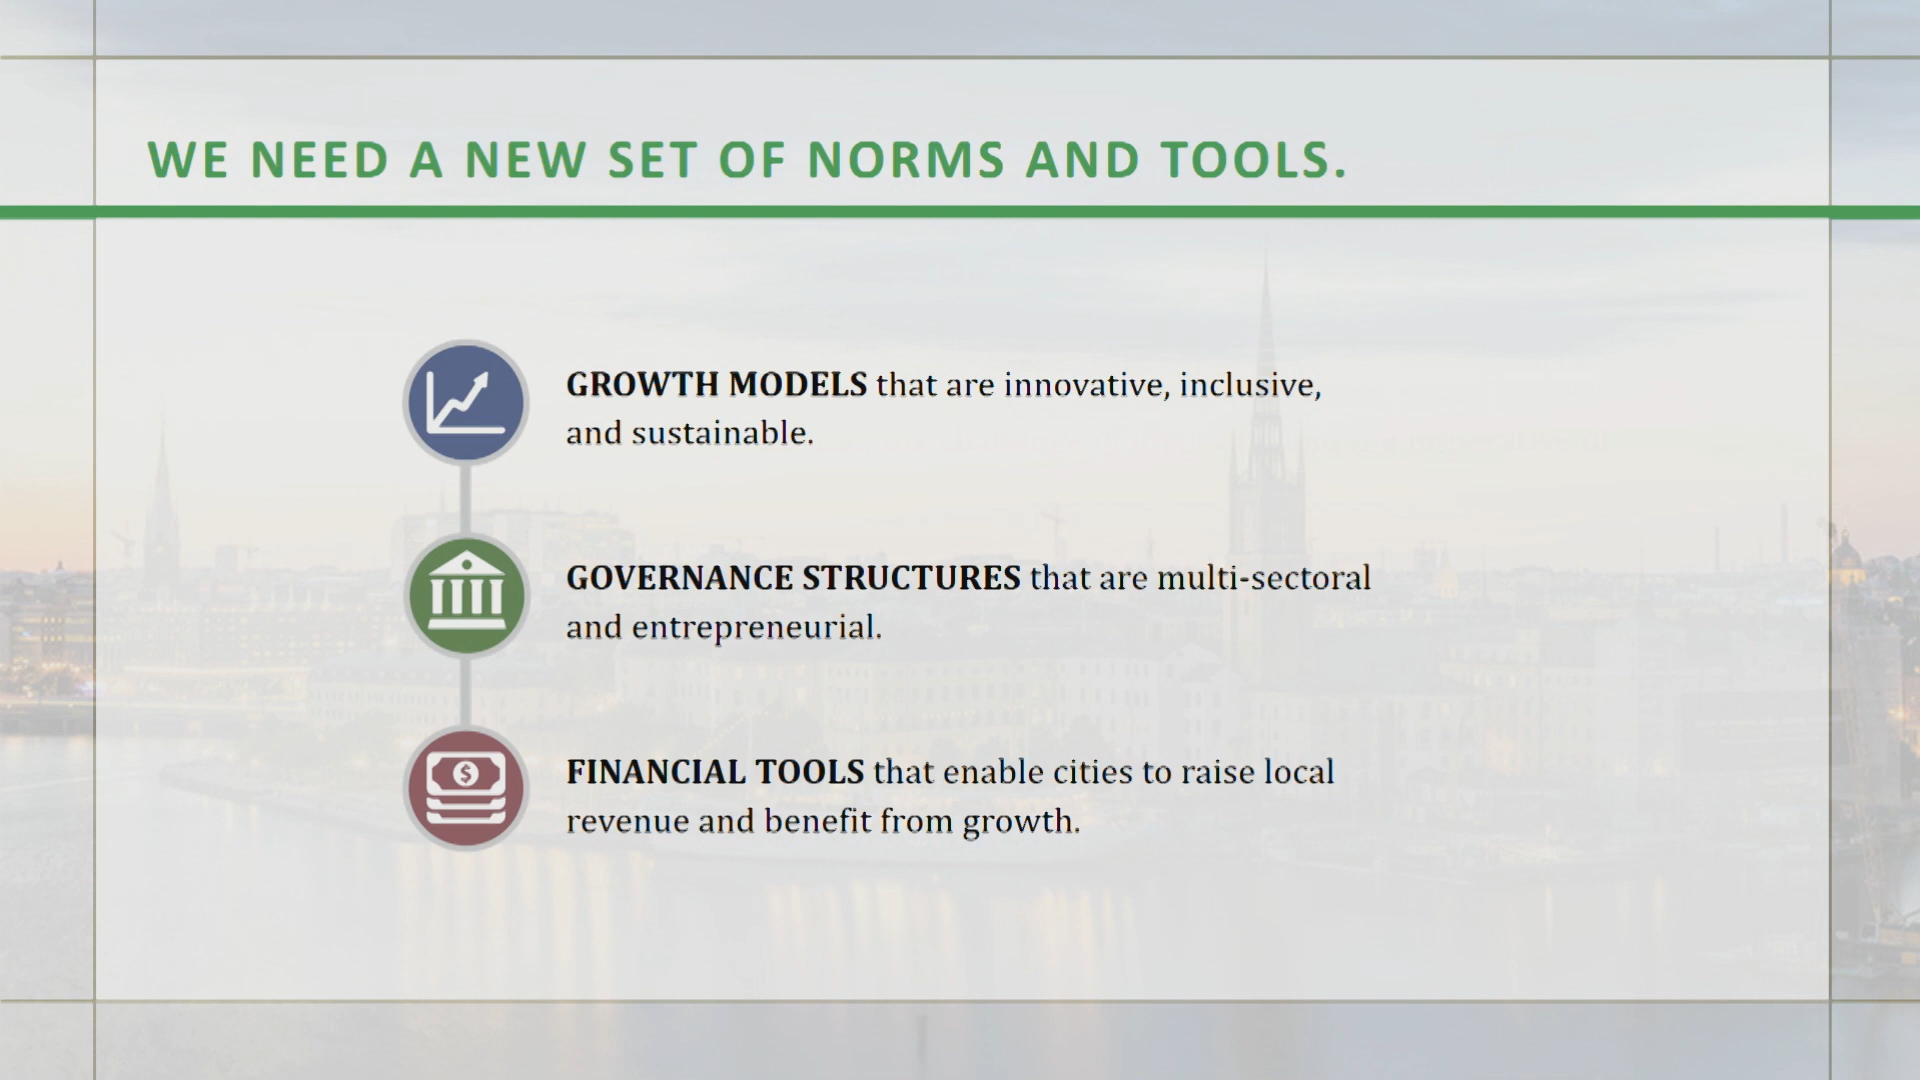 WE NEED A NEW SET OF NORMS AND TOOLS.
GROWTH MODELS that are innovative, inclusive,
and sustainable.
GOVERNANCE STRUCTURES that are multi-sectoral
and entrepreneurial.
FINANCIAL TOOLS that enable cities to raise local
revenue and benefit from growth.